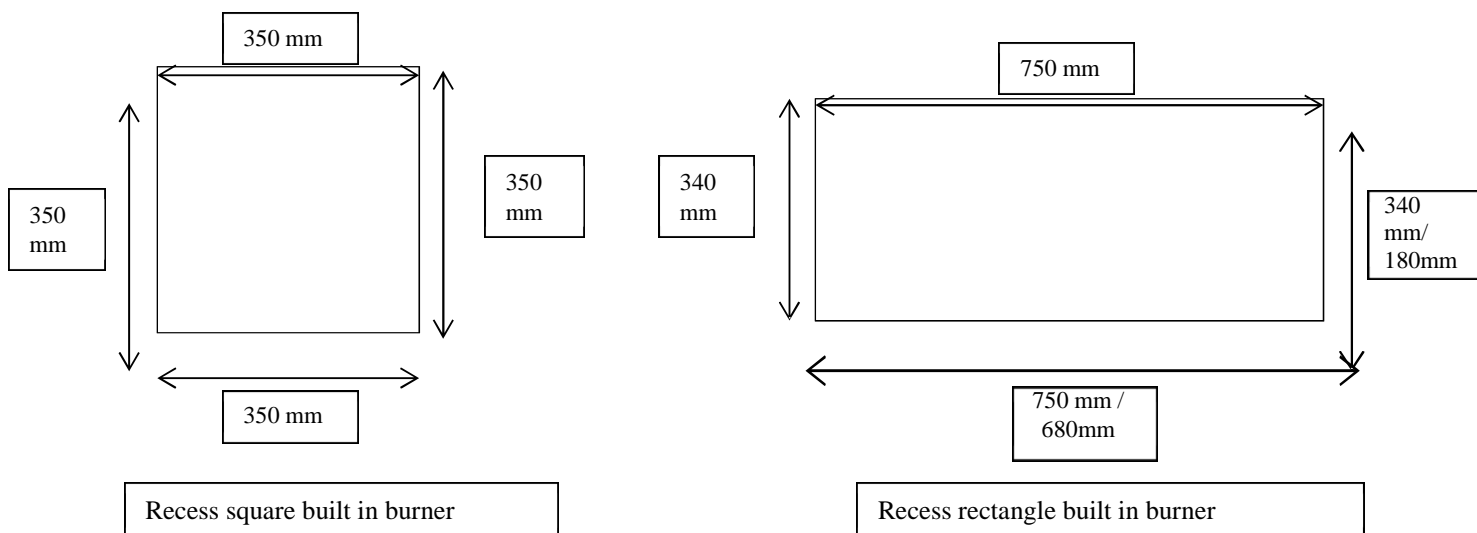 350 mm
350
mm
350
mm
350 mm
Recess square built in burner
750 mm
340
mm
340
mm/
180mm
750 mm /
680mm
Recess rectangle built in burner